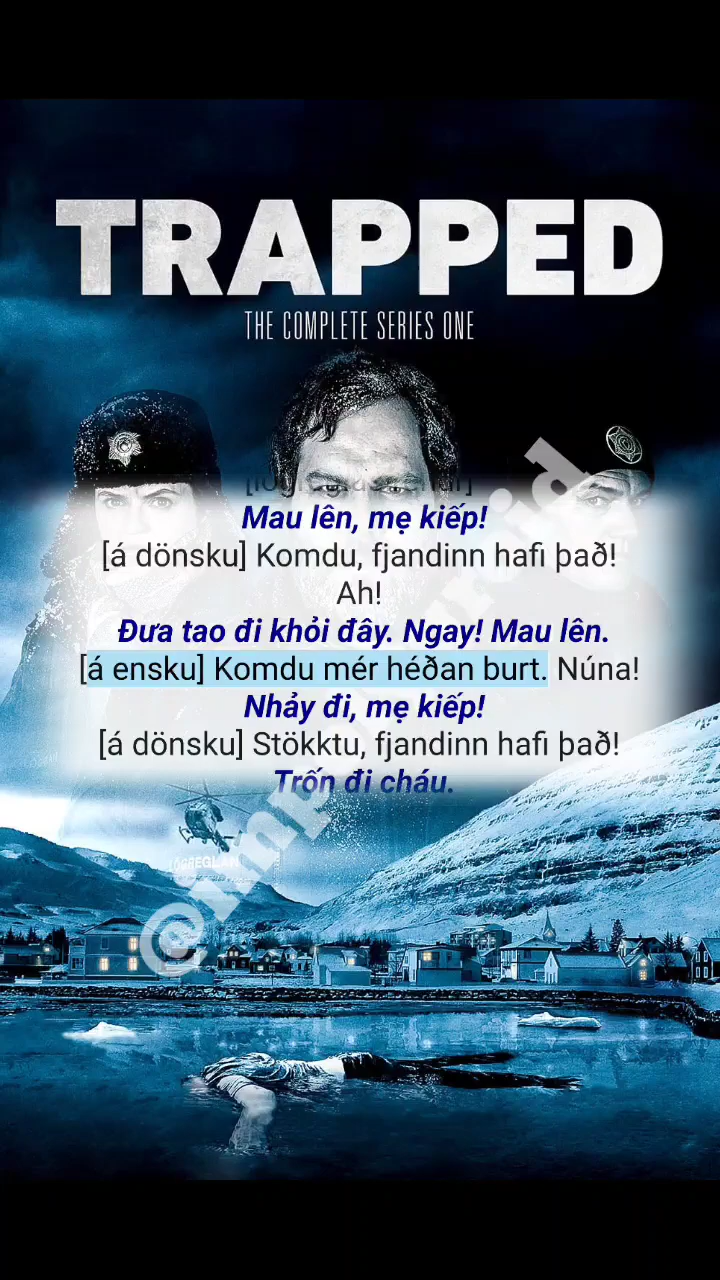 TRAPPED
THE COMPLETE SERIES ONE
Mau lên, mẹ kiếp!
[á dönsku] Komdu, fjandinn hafi það!
Ah!
Đưa tao đi khỏi đây. Ngay! Mau lên.
[á ensku] Komdu mér héðan burt. Núna!
Nhảy đi, mẹ kiếp!
[á dönsku] Stökktu, fjandinn hafi það!
Trốn đi cháu.
LÖGREGLAN